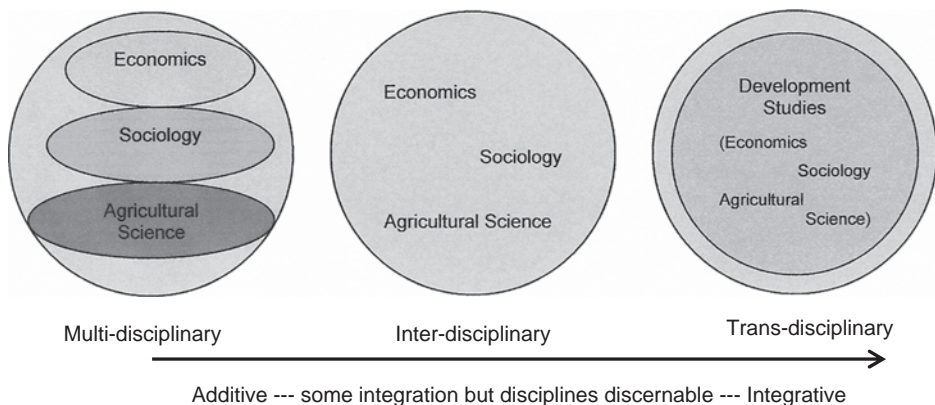 Economics
Sociology
Agricultural
Science
Economics
Sociology
Agricultural Science
Development
Studies
(Economics
Sociology
Agricultural
Science)
Multi-disciplinary
Inter-disciplinary
Trans-disciplinary
Additive --- some integration but disciplines discernable --- Integrative